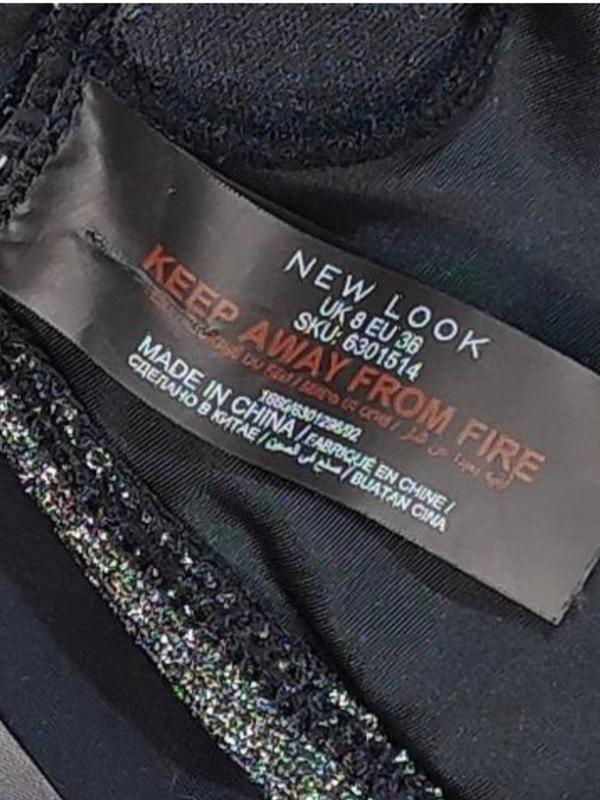 NEW LOOK
UK 8 EU 36
SKU: 6301514
KEEP AWAY FROM FIRE
MADE IN CHINA / FABRIQUÉ EN CHINE /
СДЕЛАНО В КИТАЕ / صنع في الصين / BUATAN CINA